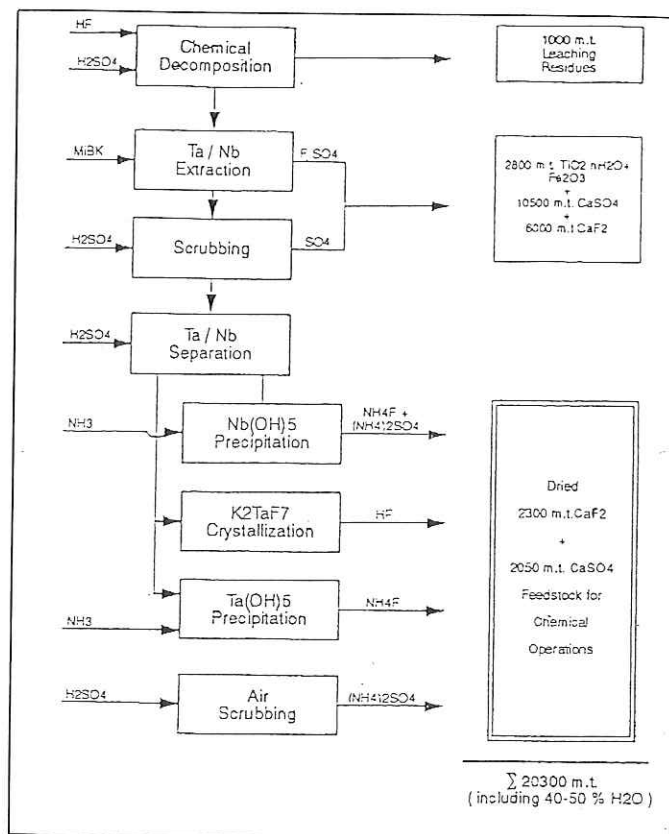 HF
H2SO4
Chemical
Decomposition
1000 m.t.
Leaching
Residues
MiBK
Ta / Nb
Extraction
F, SO4
2800 m.t. TiO2 nH2O+
Fe2O3
+
10500 m.t. CaSO4
+
6000 m.t CaF2
H2SO4
Scrubbing
SO4
H2SO4
Ta / Nb
Separation
NH3
Nb(OH)5
Precipitation
NH4F +
(NH4)2SO4
K2TaF7
Crystallization
HF
NH3
Ta(OH)5
Precipitation
NH4F
H2SO4
Air
Scrubbing
(NH4)2SO4
Dried
2300 m.t.CaF2
+
2050 m.t. CaSO4
Feedstock for
Chemical
Operations
∑ 20300 m.t.
( including 40-50 % H2O )